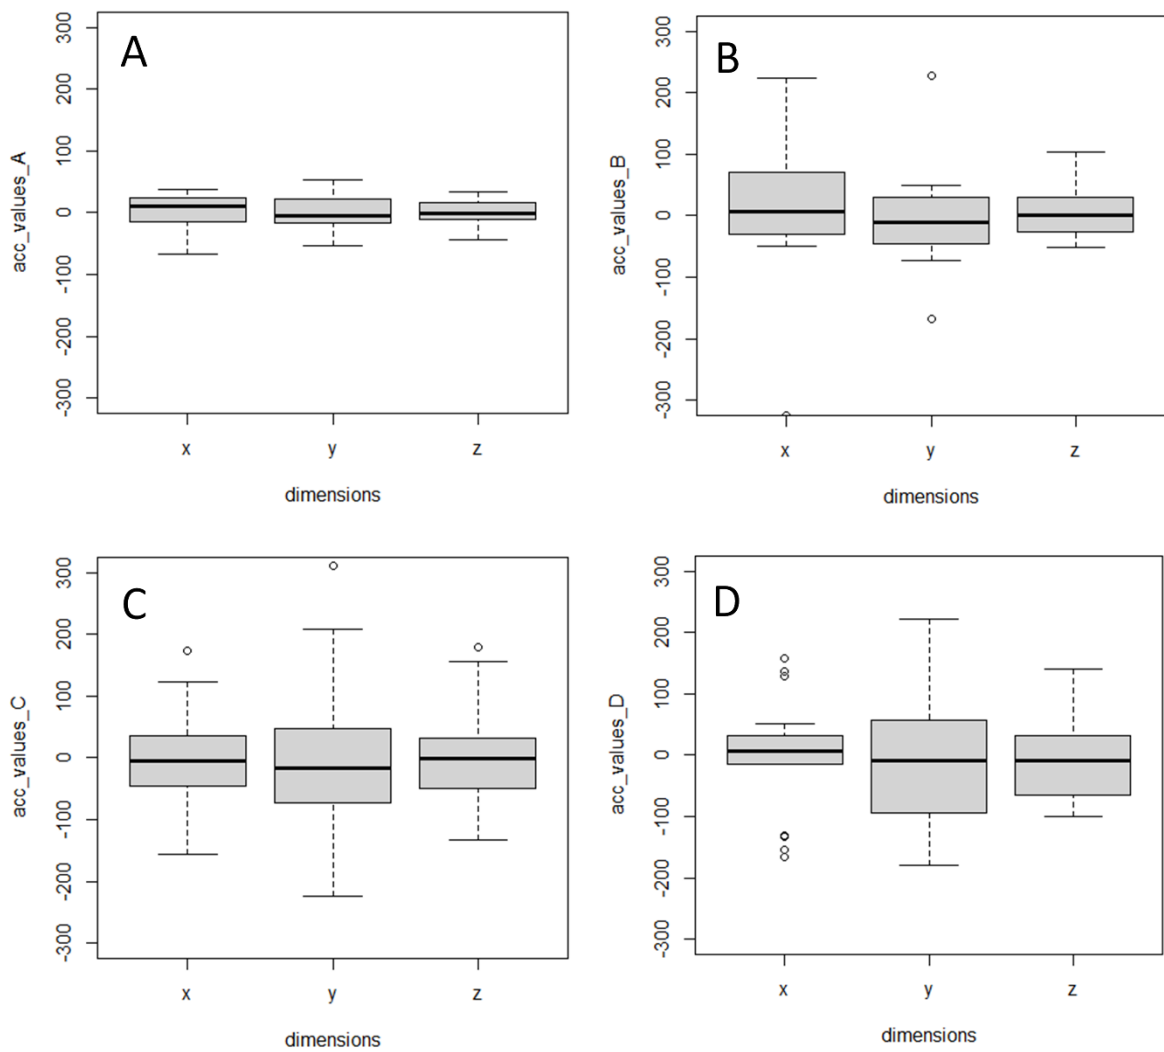 A
acc_values_A
300
200
100
0
-100
-200
-300
x y z
dimensions
B
acc_values_B
300
200
100
0
-100
-200
-300
x y z
dimensions
C
acc_values_C
300
200
100
0
-100
-200
-300
x y z
dimensions
D
acc_values_D
300
200
100
0
-100
-200
-300
x y z
dimensions